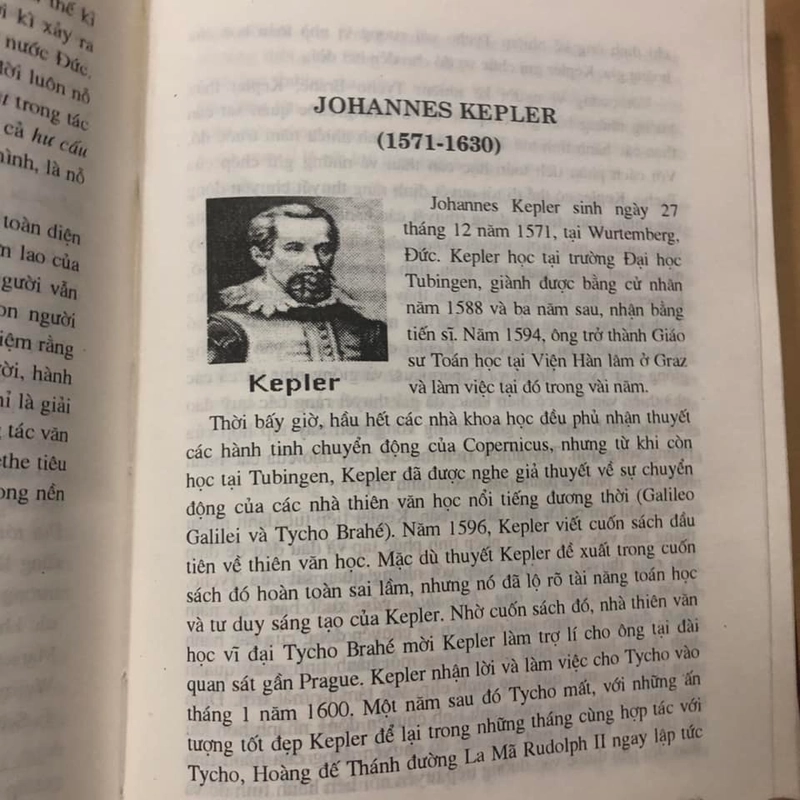 thế kỉ
kì xảy ra
nước Đức.
luôn nỗ
trong tác
cả hư cấu
mình, là nỗ
toàn diện
lao của
người vẫn
người
rằng
hành
là giải
tác văn
tiêu
nền
JOHANNES KEPLER
(1571-1630)
Kepler
Johannes Kepler sinh ngày 27
tháng 12 năm 1571, tại Wurtemberg,
Đức. Kepler học tại trường Đại học
Tubingen, giành được bằng cử nhân
năm 1588 và ba năm sau, nhận bằng
tiến sĩ. Năm 1594, ông trở thành Giáo
sư Toán học tại Viện Hàn lâm ở Graz
và làm việc tại đó trong vài năm.
Thời bấy giờ, hầu hết các nhà khoa học đều phủ nhận thuyết
các hành tinh chuyển động của Copernicus, nhưng từ khi còn
học tại Tubingen, Kepler đã được nghe giả thuyết về sự chuyển
động của các nhà thiên văn học nổi tiếng đương thời (Galileo
Galilei và Tycho Brahé). Năm 1596, Kepler viết cuốn sách đầu
tiên về thiên văn học. Mặc dù thuyết Kepler đề xuất trong cuốn
sách đó hoàn toàn sai lầm, nhưng nó đã lộ rõ tài năng toán học
và tư duy sáng tạo của Kepler. Nhờ cuốn sách đó, nhà thiên văn
học vĩ đại Tycho Brahé mời Kepler làm trợ lí cho ông tại đài
quan sát gần Prague. Kepler nhận lời và làm việc cho Tycho vào
tháng 1 năm 1600. Một năm sau đó Tycho mất, với những ấn
tượng tốt đẹp Kepler để lại trong những tháng cùng hợp tác với
Tycho, Hoàng đế Thánh đường La Mã Rudolph II ngay lập tức